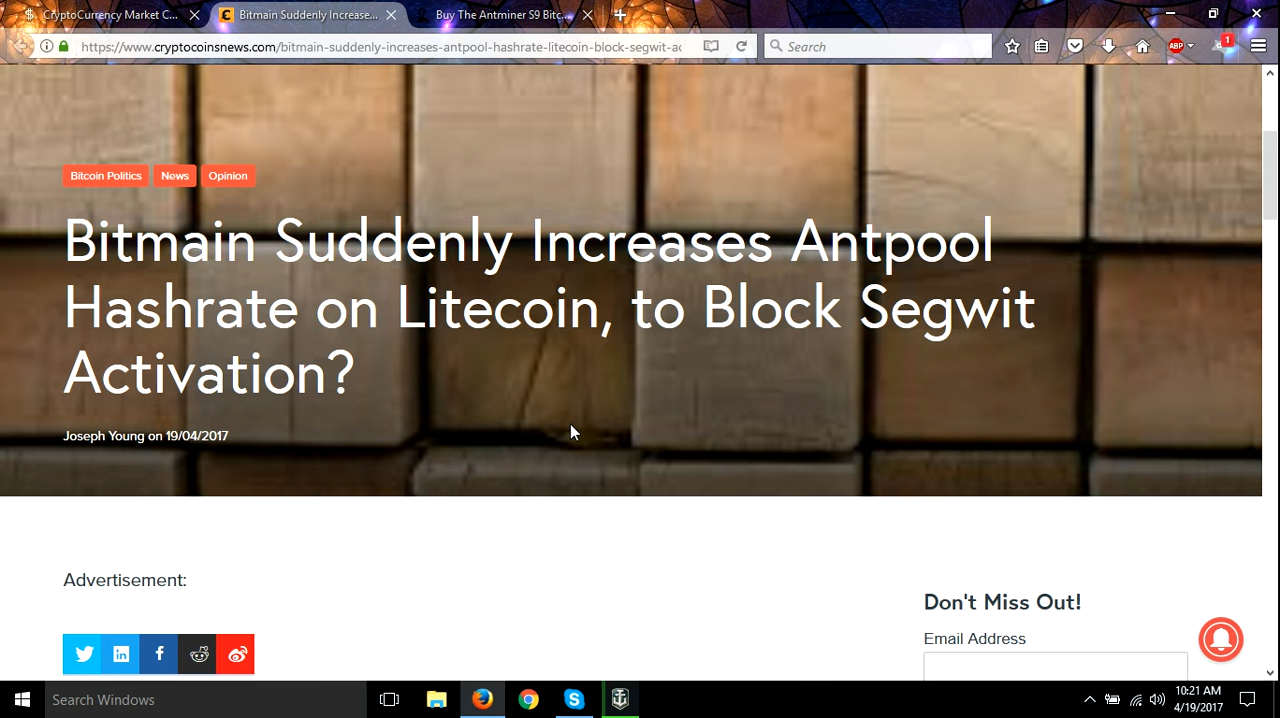 CryptoCurrency Market C...
Bitmain Suddenly Increase...
Buy The Antminer S9 Bitc...
https://www.cryptocoinsnews.com/bitmain-suddenly-increases-antpool-hashrate-litecoin-block-segwit-ac
Search
ABP
1
Bitcoin Politics
News
Opinion
Bitmain Suddenly Increases Antpool
Hashrate on Litecoin, to Block Segwit
Activation?
Joseph Young on 19/04/2017
Advertisement:
Don't Miss Out!
Email Address
Search Windows
10:21 AM
4/19/2017